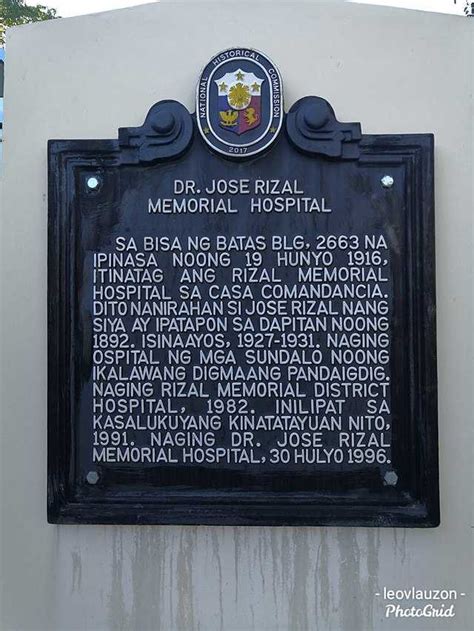 NATIONAL HISTORICAL COMMISSION
2017
DR. JOSE RIZAL
MEMORIAL HOSPITAL
SA BISA NG BATAS BLG, 2663 NA
IPINASA NOONG 19 HUNYO 1916,
ITINATAG ANG RIZAL MEMORIAL
HOSPITAL SA CASA COMANDANCIA.
DITO NANIRAHAN SI JOSE RIZAL NANG
SIYA AY IPATAPON SA DAPITAN NOONG
1892. ISINAAYOS, 1927-1931. NAGING
OSPITAL NG MGA SUNDALO NOONG
IKALAWANG DIGMAANG PANDAIGDIG.
NAGING RIZAL MEMORIAL DISTRICT
HOSPITAL, 1982. INILIPAT SA
KASALUKUYANG KINATATAYUAN NITO,
1991. NAGING DR. JOSE RIZAL
MEMORIAL HOSPITAL, 30 HULYO 1996.
- leovlauzon -
PhotoGrid